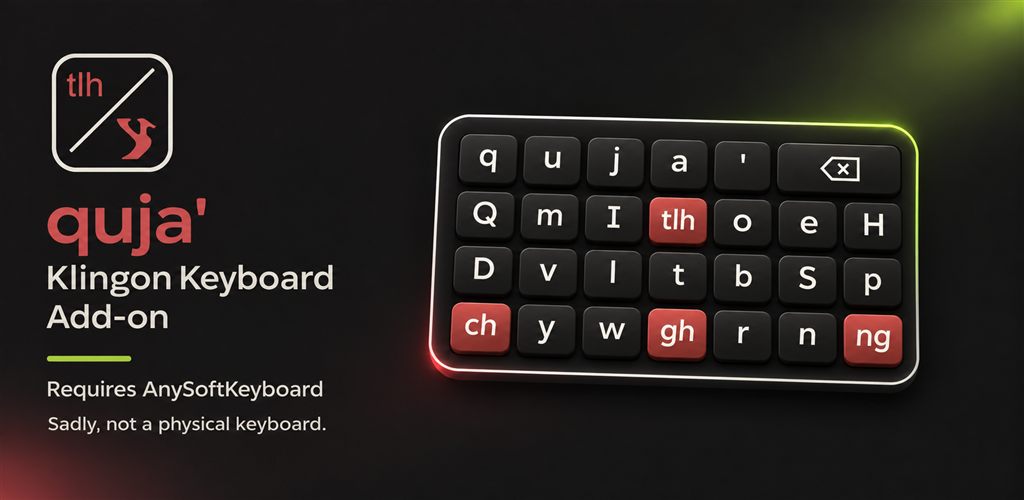 tlh
quja'
Klingon Keyboard
Add-on
Requires AnySoftKeyboard
Sadly, not a physical keyboard.
q u j a '
Q m I tlh o e H
D v l t b S p
ch y w gh r n ng